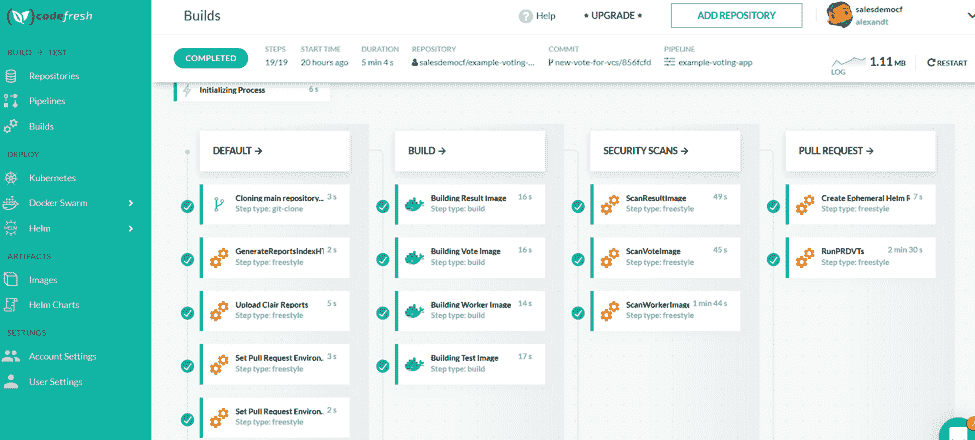 codefresh
Builds
Help
• UPGRADE •
ADD REPOSITORY
salesdemocf
alexandt
BUILD + TEST
Repositories
Pipelines
Builds
DEPLOY
Kubernetes
Docker Swarm
Helm
ARTIFACTS
Images
Helm Charts
SETTINGS
Account Settings
User Settings
COMPLETED
STEPS
19/19
START TIME
20 hours ago
DURATION
5 min 4 s
REPOSITORY
salesdemocf/example-voting-...
COMMIT
new-vote-for-vcs/856fcfd
PIPELINE
example-voting-app
LOG
1.11 MB
RESTART
Initializing Process
6 s
DEFAULT →
Cloning main repository... 3 s
Step type: git-clone
GenerateReportsIndexHT 2 s
Step type: freestyle
Upload Clair Reports 5 s
Step type: freestyle
Set Pull Request Environ.. 3 s
Step type: freestyle
Set Pull Request Environ.. 2 s
Step type: freestyle
BUILD →
Building Result Image 16 s
Step type: build
Building Vote Image 16 s
Step type: build
Building Worker Image 14 s
Step type: build
Building Test Image 17 s
Step type: build
SECURITY SCANS →
ScanResultImage 49 s
Step type: freestyle
ScanVoteImage 45 s
Step type: freestyle
ScanWorkerImage 1 min 44 s
Step type: freestyle
PULL REQUEST →
Create Ephemeral Helm R 7 s
Step type: freestyle
RunPRDVTs 2 min 30 s
Step type: freestyle